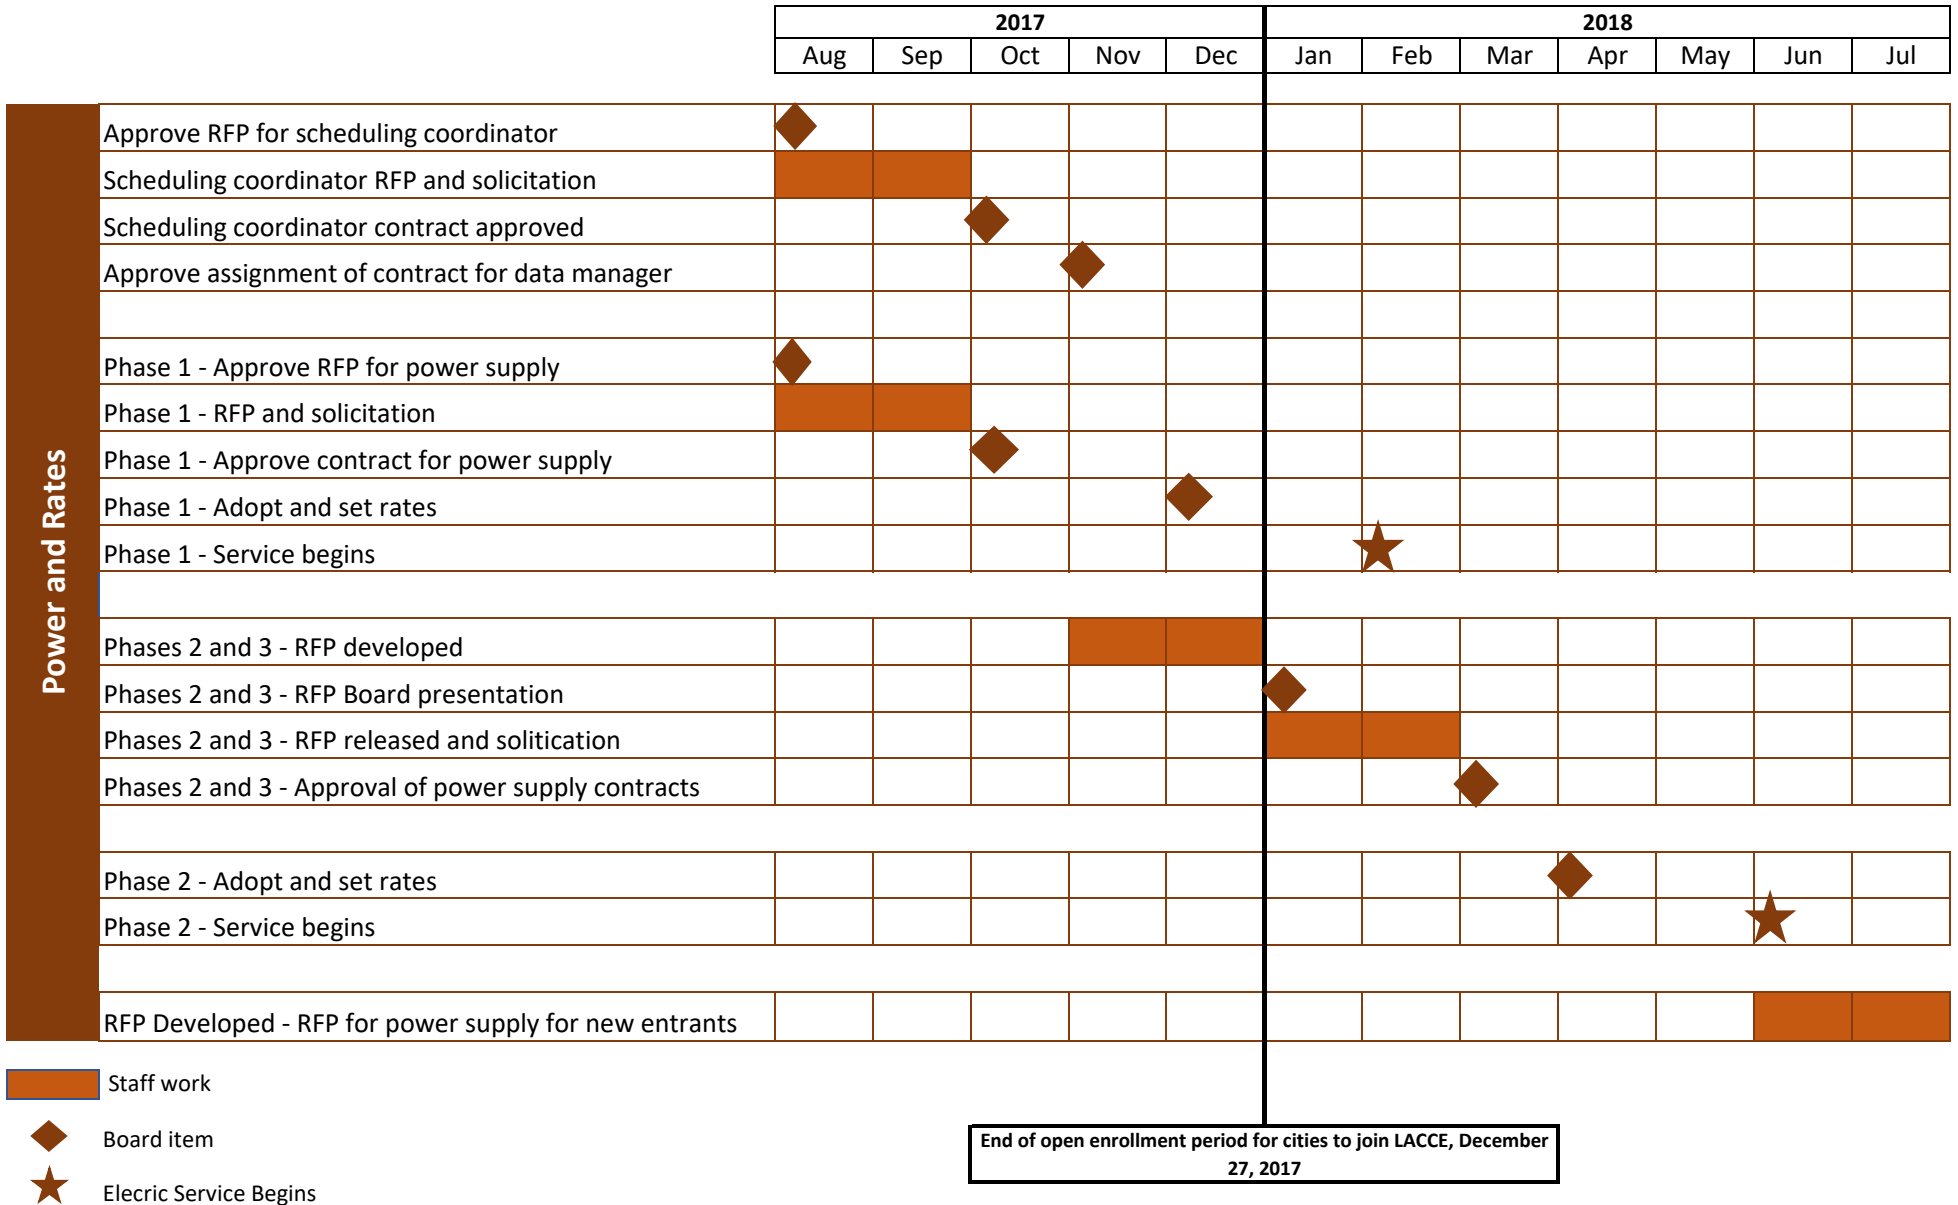 2017
2018
Aug
Sep
Oct
Nov
Dec
Jan
Feb
Mar
Apr
May
Jun
Jul
Power and Rates
Approve RFP for scheduling coordinator
Scheduling coordinator RFP and solicitation
Scheduling coordinator contract approved
Approve assignment of contract for data manager
Phase 1 - Approve RFP for power supply
Phase 1 - RFP and solicitation
Phase 1 - Approve contract for power supply
Phase 1 - Adopt and set rates
Phase 1 - Service begins
Phases 2 and 3 - RFP developed
Phases 2 and 3 - RFP Board presentation
Phases 2 and 3 - RFP released and solitication
Phases 2 and 3 - Approval of power supply contracts
Phase 2 - Adopt and set rates
Phase 2 - Service begins
RFP Developed - RFP for power supply for new entrants
Staff work
Board item
Elecric Service Begins
End of open enrollment period for cities to join LACCE, December
27, 2017